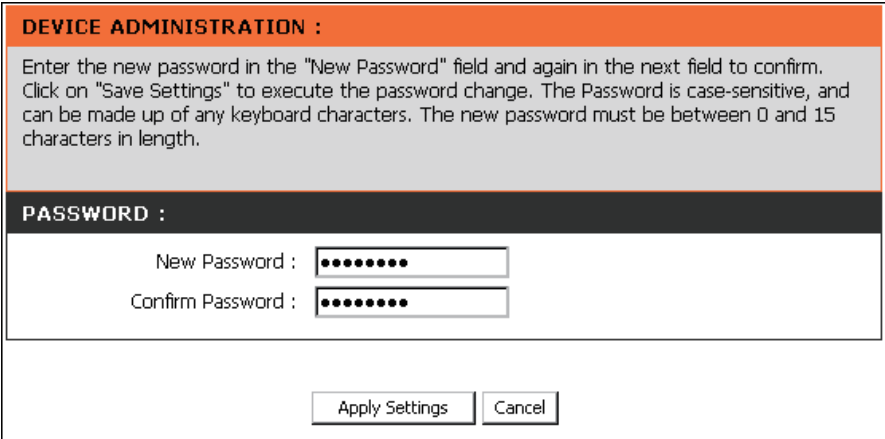 DEVICE ADMINISTRATION :
Enter the new password in the "New Password" field and again in the next field to confirm.
Click on "Save Settings" to execute the password change. The Password is case-sensitive, and
can be made up of any keyboard characters. The new password must be between 0 and 15
characters in length.
PASSWORD :
New Password : ••••••••
Confirm Password : ••••••••
Apply Settings Cancel